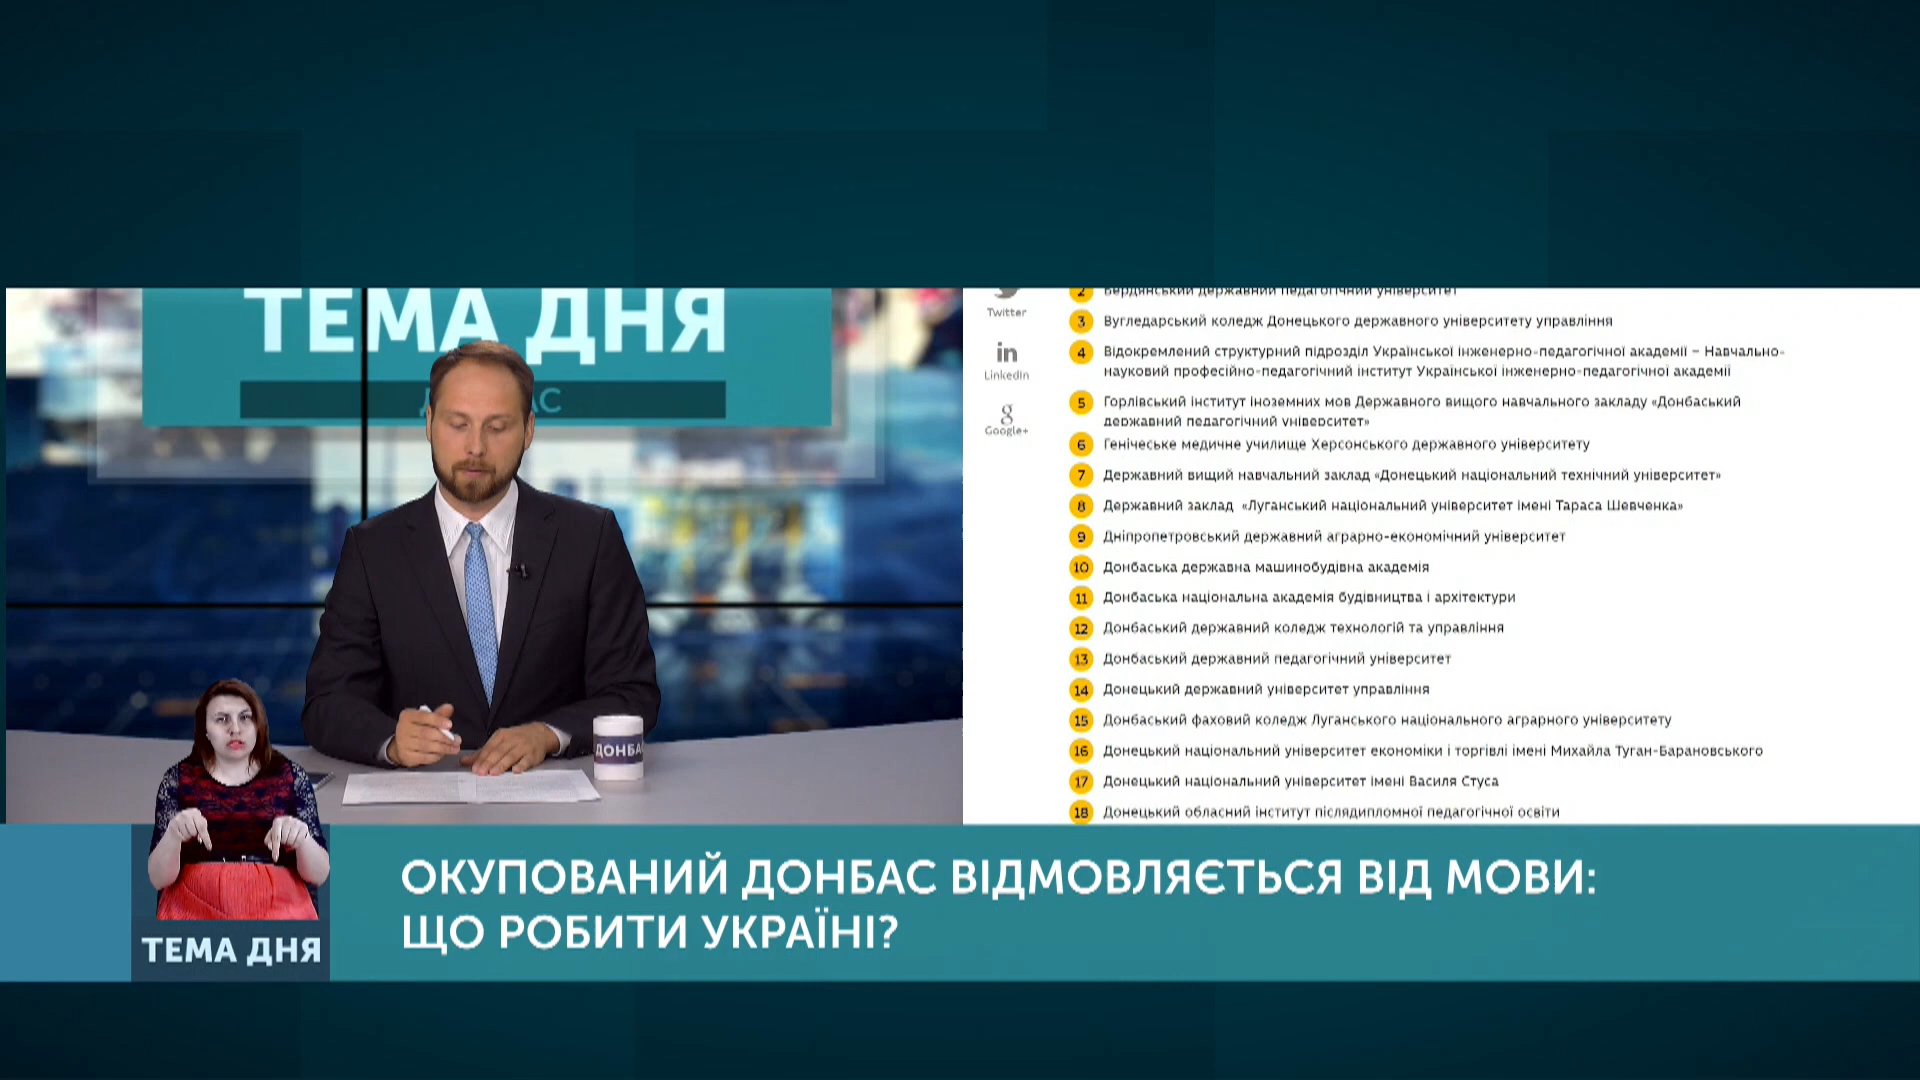 ТЕМА ДНЯ
АС
ДОНБА
Twitter
in
LinkedIn
g
Google+
2 Бердянський державний педагогічний університет
3 Вугледарський коледж Донецького державного університету управління
4 Відокремлений структурний підрозділ Української інженерно-педагогічної академії – Навчально-
науковий професійно-педагогічний інститут Української інженерно-педагогічної академії
5 Горлівський інститут іноземних мов Державного вищого навчального закладу «Донбаський
державний педагогічний університет»
6 Генічеське медичне училище Херсонського державного університету
7 Державний вищий навчальний заклад «Донецький національний технічний університет»
8 Державний заклад «Луганський національний університет імені Тараса Шевченка»
9 Дніпропетровський державний аграрно-економічний університет
10 Донбаська державна машинобудівна академія
11 Донбаська національна академія будівництва і архітектури
12 Донбаський державний коледж технологій та управління
13 Донбаський державний педагогічний університет
14 Донецький державний університет управління
15 Донбаський фаховий коледж Луганського національного аграрного університету
16 Донецький національний університет економіки і торгівлі імені Михайла Туган-Барановського
17 Донецький національний університет імені Василя Стуса
18 Донецький обласний інститут післядипломної педагогічної освіти
ОКУПОВАНИЙ ДОНБАС ВІДМОВЛЯЄТЬСЯ ВІД МОВИ:
ЩО РОБИТИ УКРАЇНІ?
ТЕМА ДНЯ